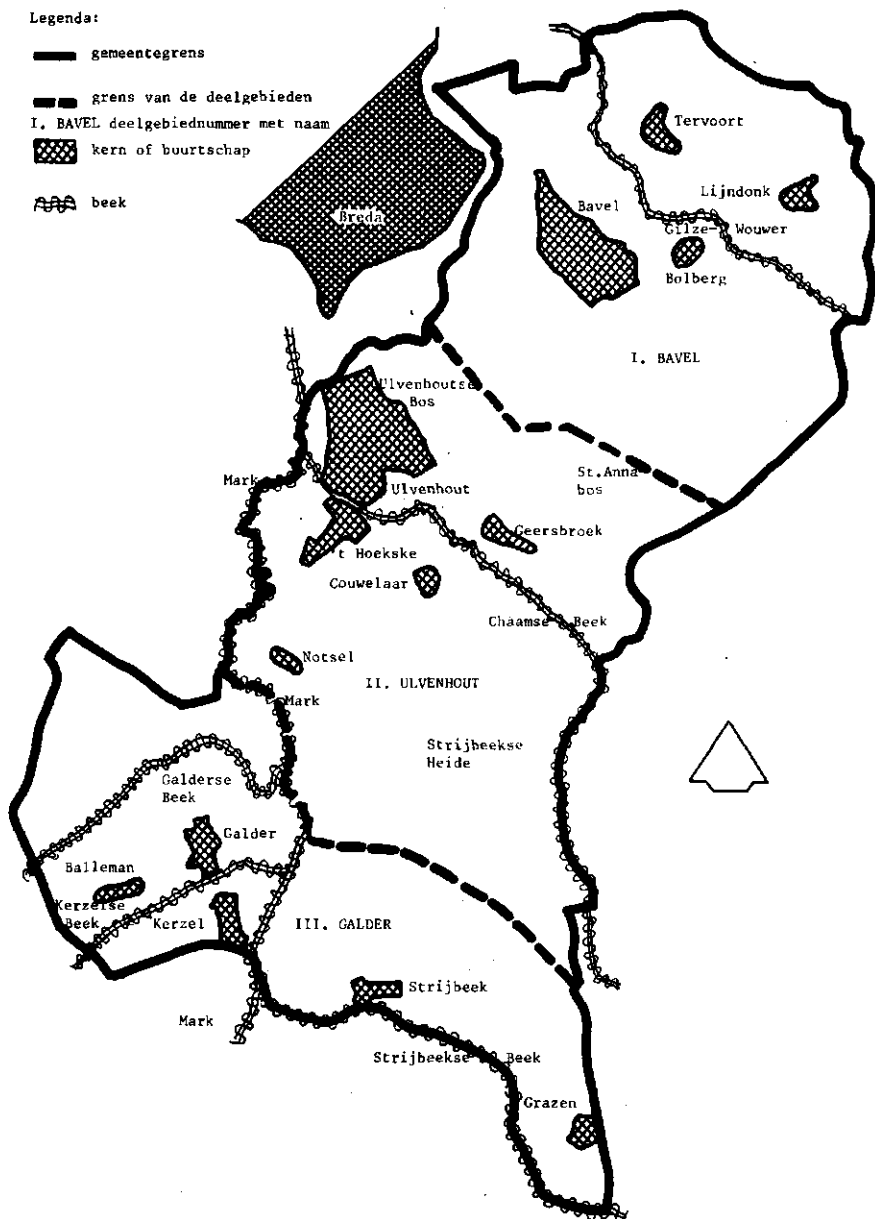 Legenda:
gemeentegrens
grens van de deelgebieden
I. BAVEL deelgebiednummer met naam
kern of buurtschap
beek
Breda
Tervoort
Lijndonk
Bavel
Gilze- Wouwer
Bolberg
I. BAVEL
Ulvenhoutse
Bos
Mark
Ulvenhout
St.Anna
bos
Geersbroek
't Hoekske
Couwelaar
Chaamse Beek
Notsel
II. ULVENHOUT
Mark
Strijbeekse
Heide
Galderse
Beek
Galder
Balleman
Kerzelse
Beek
Kerzel
III. GALDER
Strijbeek
Mark
Strijbeekse Beek
Grazen